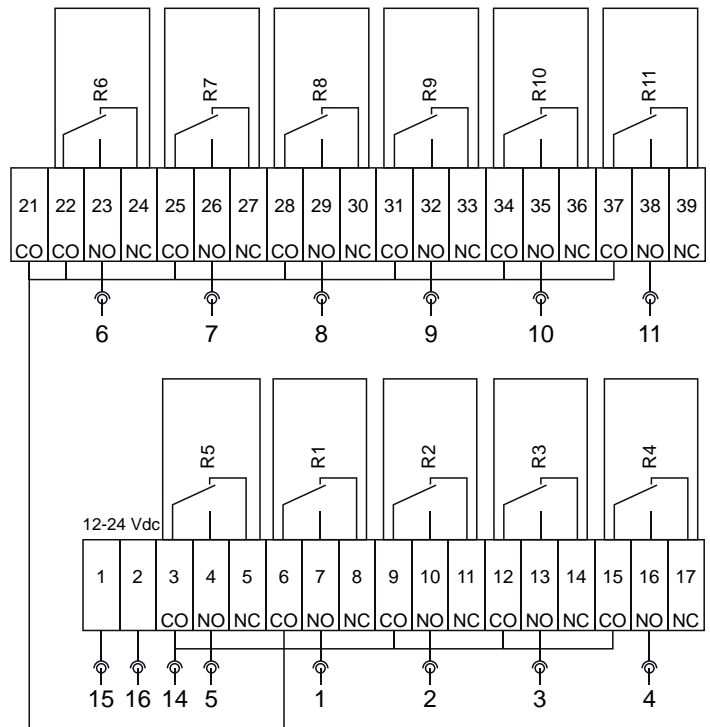 R6 R7 R8 R9 R10 R11
21 22 23 24 25 26 27 28 29 30 31 32 33 34 35 36 37 38 39
CO CO NO NC CO NO NC CO NO NC CO NO NC CO NO NC CO NO NC
6 7 8 9 10 11
R5 R1 R2 R3 R4
12-24 Vdc
1 2 3 4 5 6 7 8 9 10 11 12 13 14 15 16 17
CO NO NC CO NO NC CO NO NC CO NO NC CO NO NC
15 16 14 5 1 2 3 4